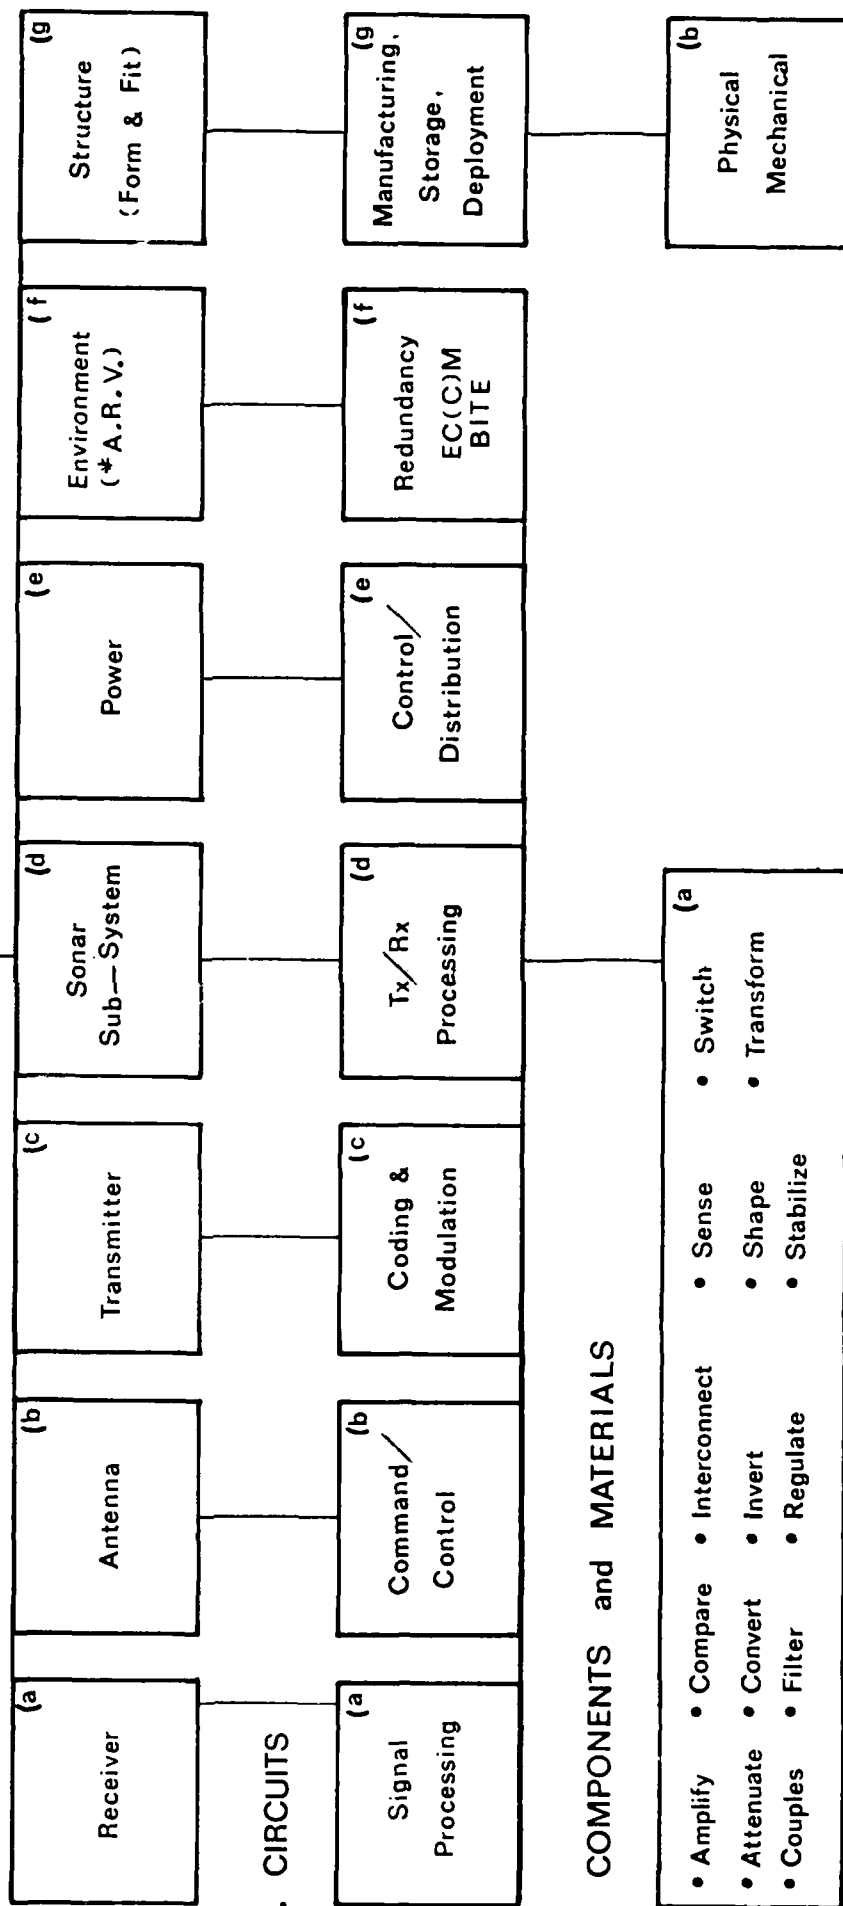 (a
Receiver
(b
Antenna
(c
Transmitter
(d
Sonar
Sub—System
(e
Power
(f
Environment
(*A.R.V.)
(g
Structure
(Form & Fit)
. CIRCUITS
(a
Signal
Processing
(b
Command/
Control
(c
Coding &
Modulation
(d
Tx/Rx
Processing
(e
Control/
Distribution
(f
Redundancy
EC(C)M
BITE
(g
Manufacturing,
Storage,
Deployment
COMPONENTS and MATERIALS
(a
• Amplify • Compare • Interconnect • Sense • Switch
• Attenuate • Convert • Invert • Shape • Transform
• Couples • Filter • Regulate • Stabilize
(b
Physical
Mechanical